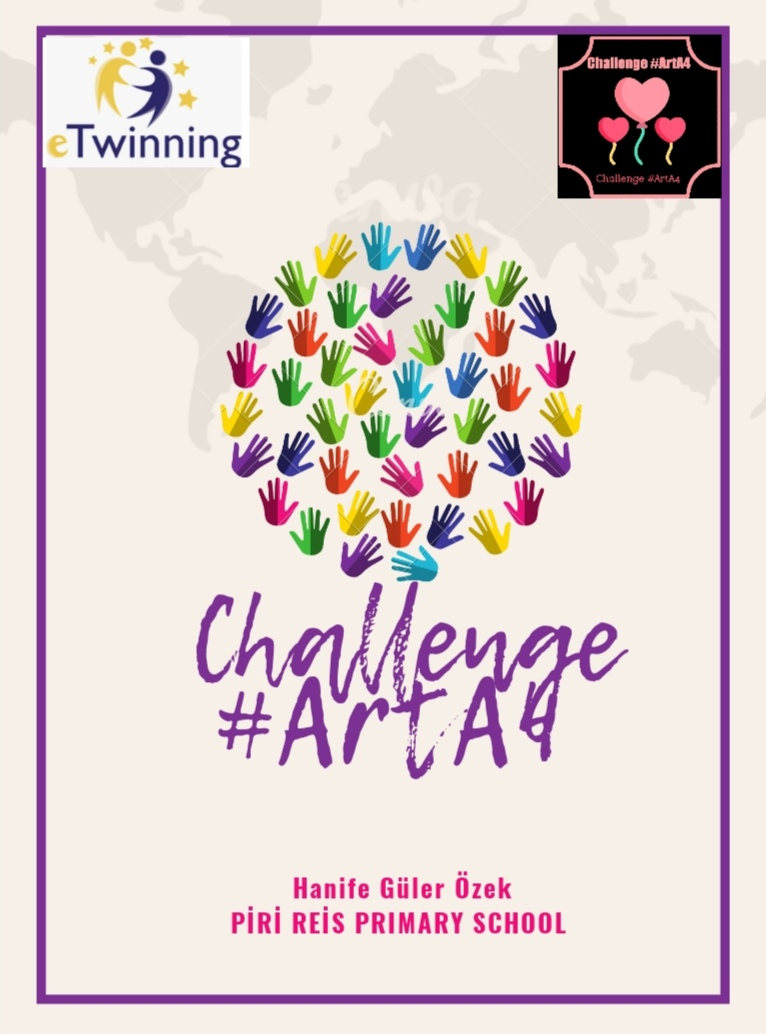 eTwinning
Challenge #ArtA4
Challenge #ArtA4
Challenge
#ArtA4
Hanife Güler Özek
PİRİ REİS PRIMARY SCHOOL